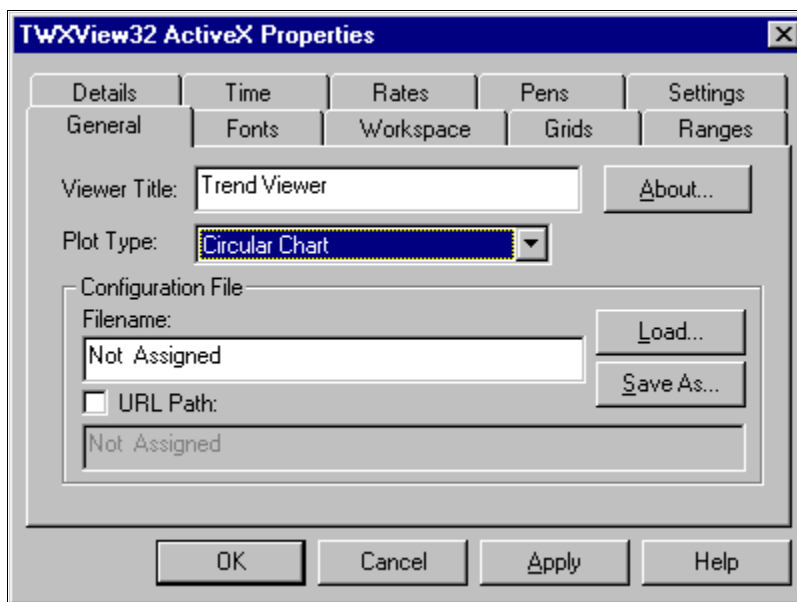 TWXView32 ActiveX Properties
Details Time Rates Pens Settings
General Fonts Workspace Grids Ranges
Viewer Title: Trend Viewer About...
Plot Type: Circular Chart
Configuration File
Filename:
Load...
Not Assigned
Save As...
URL Path:
Not Assigned
OK Cancel Apply Help